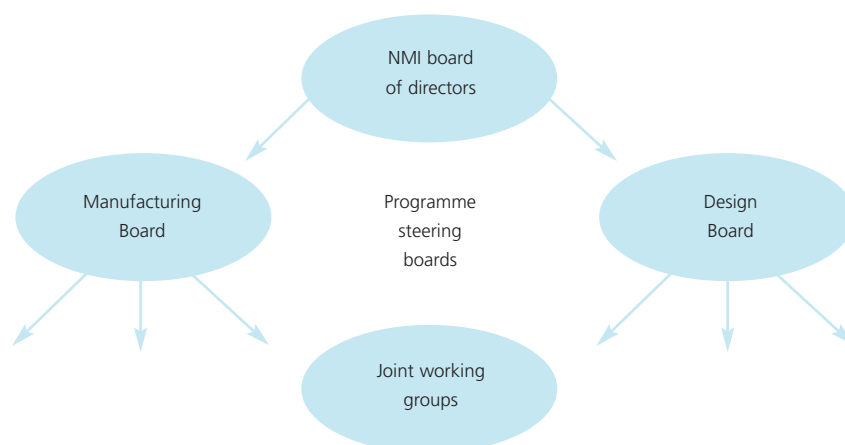 NMI board
of directors
Manufacturing
Board
Programme
steering
boards
Design
Board
Joint working
groups